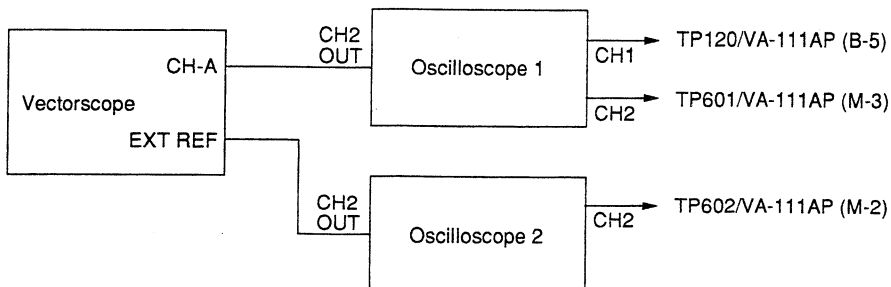 CH2
OUT
CH-A
Oscilloscope 1
CH1
TP120/VA-111AP (B-5)
Vectorscope
CH2
TP601/VA-111AP (M-3)
EXT REF
CH2
OUT
Oscilloscope 2
CH2
TP602/VA-111AP (M-2)